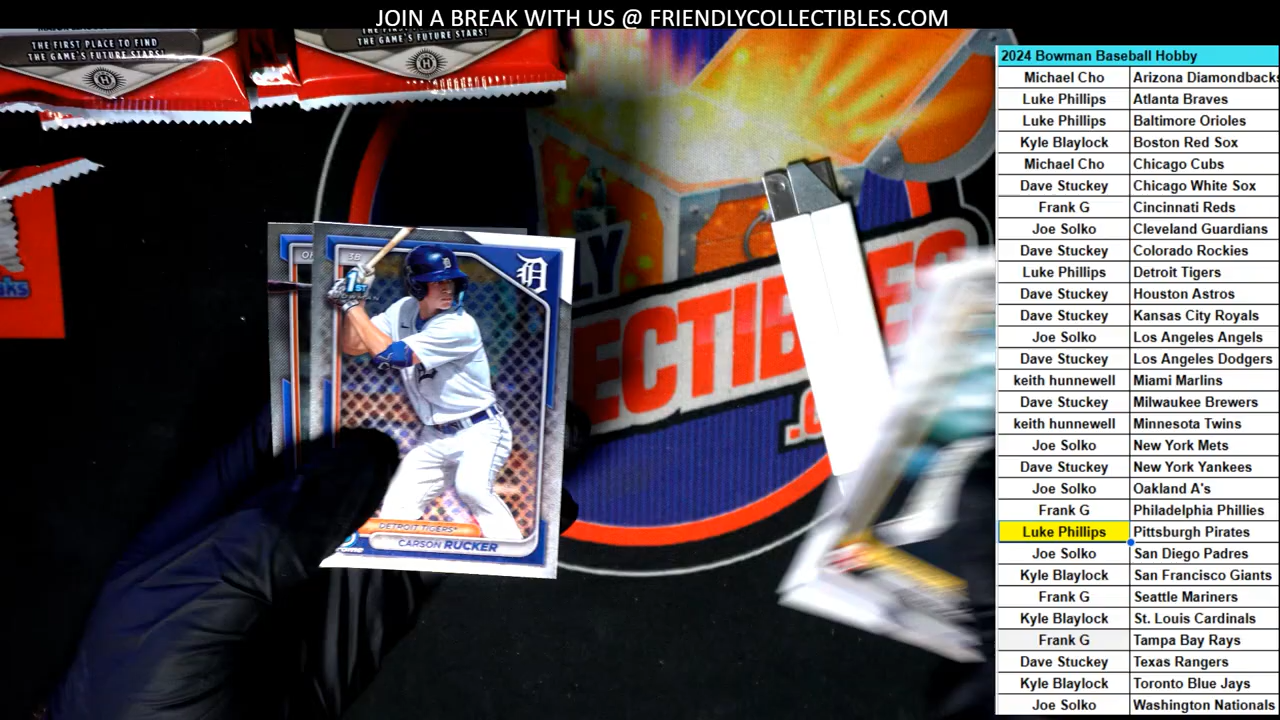 JOIN A BREAK WITH US @ FRIENDLYCOLLECTIBLES.COM
THE FIRST PLACE TO FIND
THE GAME'S FUTURE STARS!
H
THE GAME'S FUTURE STARS!
H
3B
1ST
BOWMAN
D
DETROIT TIGERS
CARSON RUCKER
LY
ECTIBLES
2024 Bowman Baseball Hobby
Michael Cho Arizona Diamondback
Luke Phillips Atlanta Braves
Luke Phillips Baltimore Orioles
Kyle Blaylock Boston Red Sox
Michael Cho Chicago Cubs
Dave Stuckey Chicago White Sox
Frank G Cincinnati Reds
Joe Solko Cleveland Guardians
Dave Stuckey Colorado Rockies
Luke Phillips Detroit Tigers
Dave Stuckey Houston Astros
Dave Stuckey Kansas City Royals
Joe Solko Los Angeles Angels
Dave Stuckey Los Angeles Dodgers
keith hunnewell Miami Marlins
Dave Stuckey Milwaukee Brewers
keith hunnewell Minnesota Twins
Joe Solko New York Mets
Dave Stuckey New York Yankees
Joe Solko Oakland A's
Frank G Philadelphia Phillies
Luke Phillips Pittsburgh Pirates
Joe Solko San Diego Padres
Kyle Blaylock San Francisco Giants
Frank G Seattle Mariners
Kyle Blaylock St. Louis Cardinals
Frank G Tampa Bay Rays
Dave Stuckey Texas Rangers
Kyle Blaylock Toronto Blue Jays
Joe Solko Washington Nationals